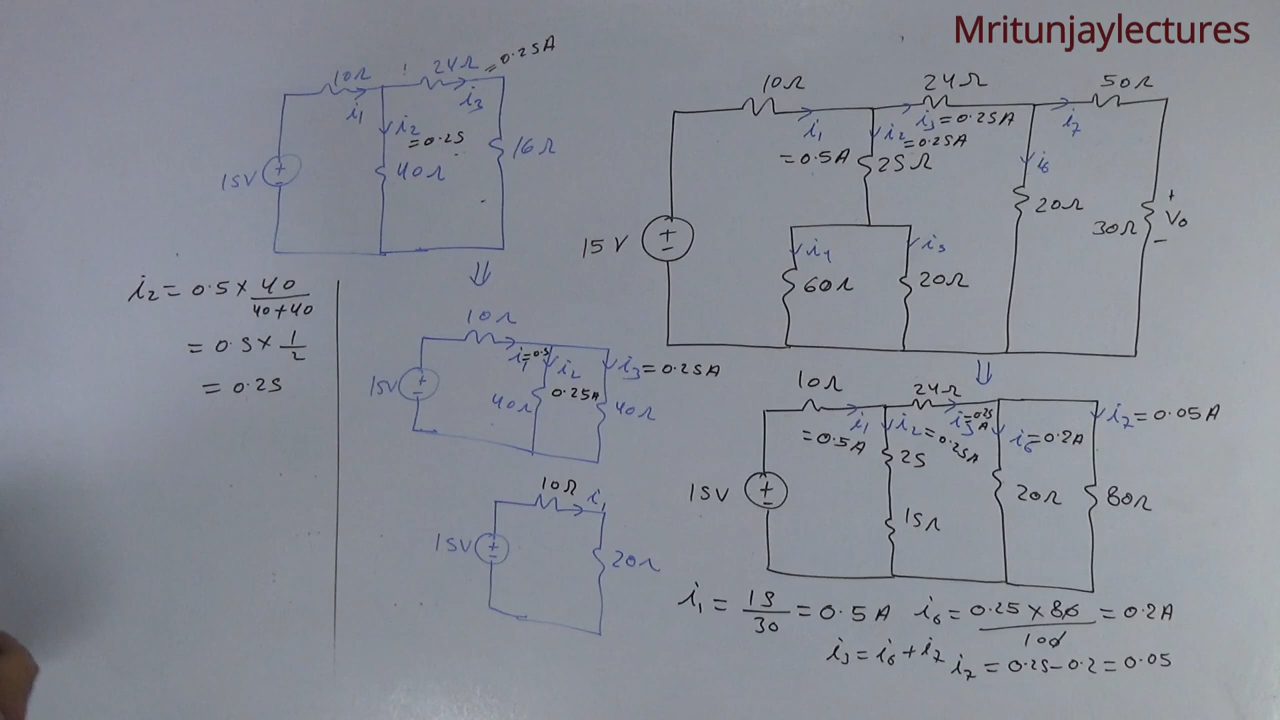 Mritunjaylectures
10Ω
24Ω
=0.25A
i1
i3
i2
=0.25
15V
40Ω
16Ω
i2 = 0.5 × 40/(40+40)
= 0.5 × 1/2
= 0.25
10Ω
i1=0.5
i2
i3 = 0.25A
15V
40Ω
0.25A
40Ω
10Ω
i1
15V
20Ω
10Ω
24Ω
50Ω
i1
=0.5A
i2=0.25A
i3=0.25A
i7
25Ω
i6
20Ω
30Ω
+
Vo
−
15V
i4
i5
60Ω
20Ω
10Ω
24Ω
i1
=0.5A
i2=0.25A
i3=0.25A
i6=0.2A
i7 = 0.05A
25
15V
15Ω
20Ω
80Ω
i1 = 15/30 = 0.5A
i6 = 0.25 × 80/100 = 0.2A
i3 = i6 + i7
i7 = 0.25−0.2 = 0.05